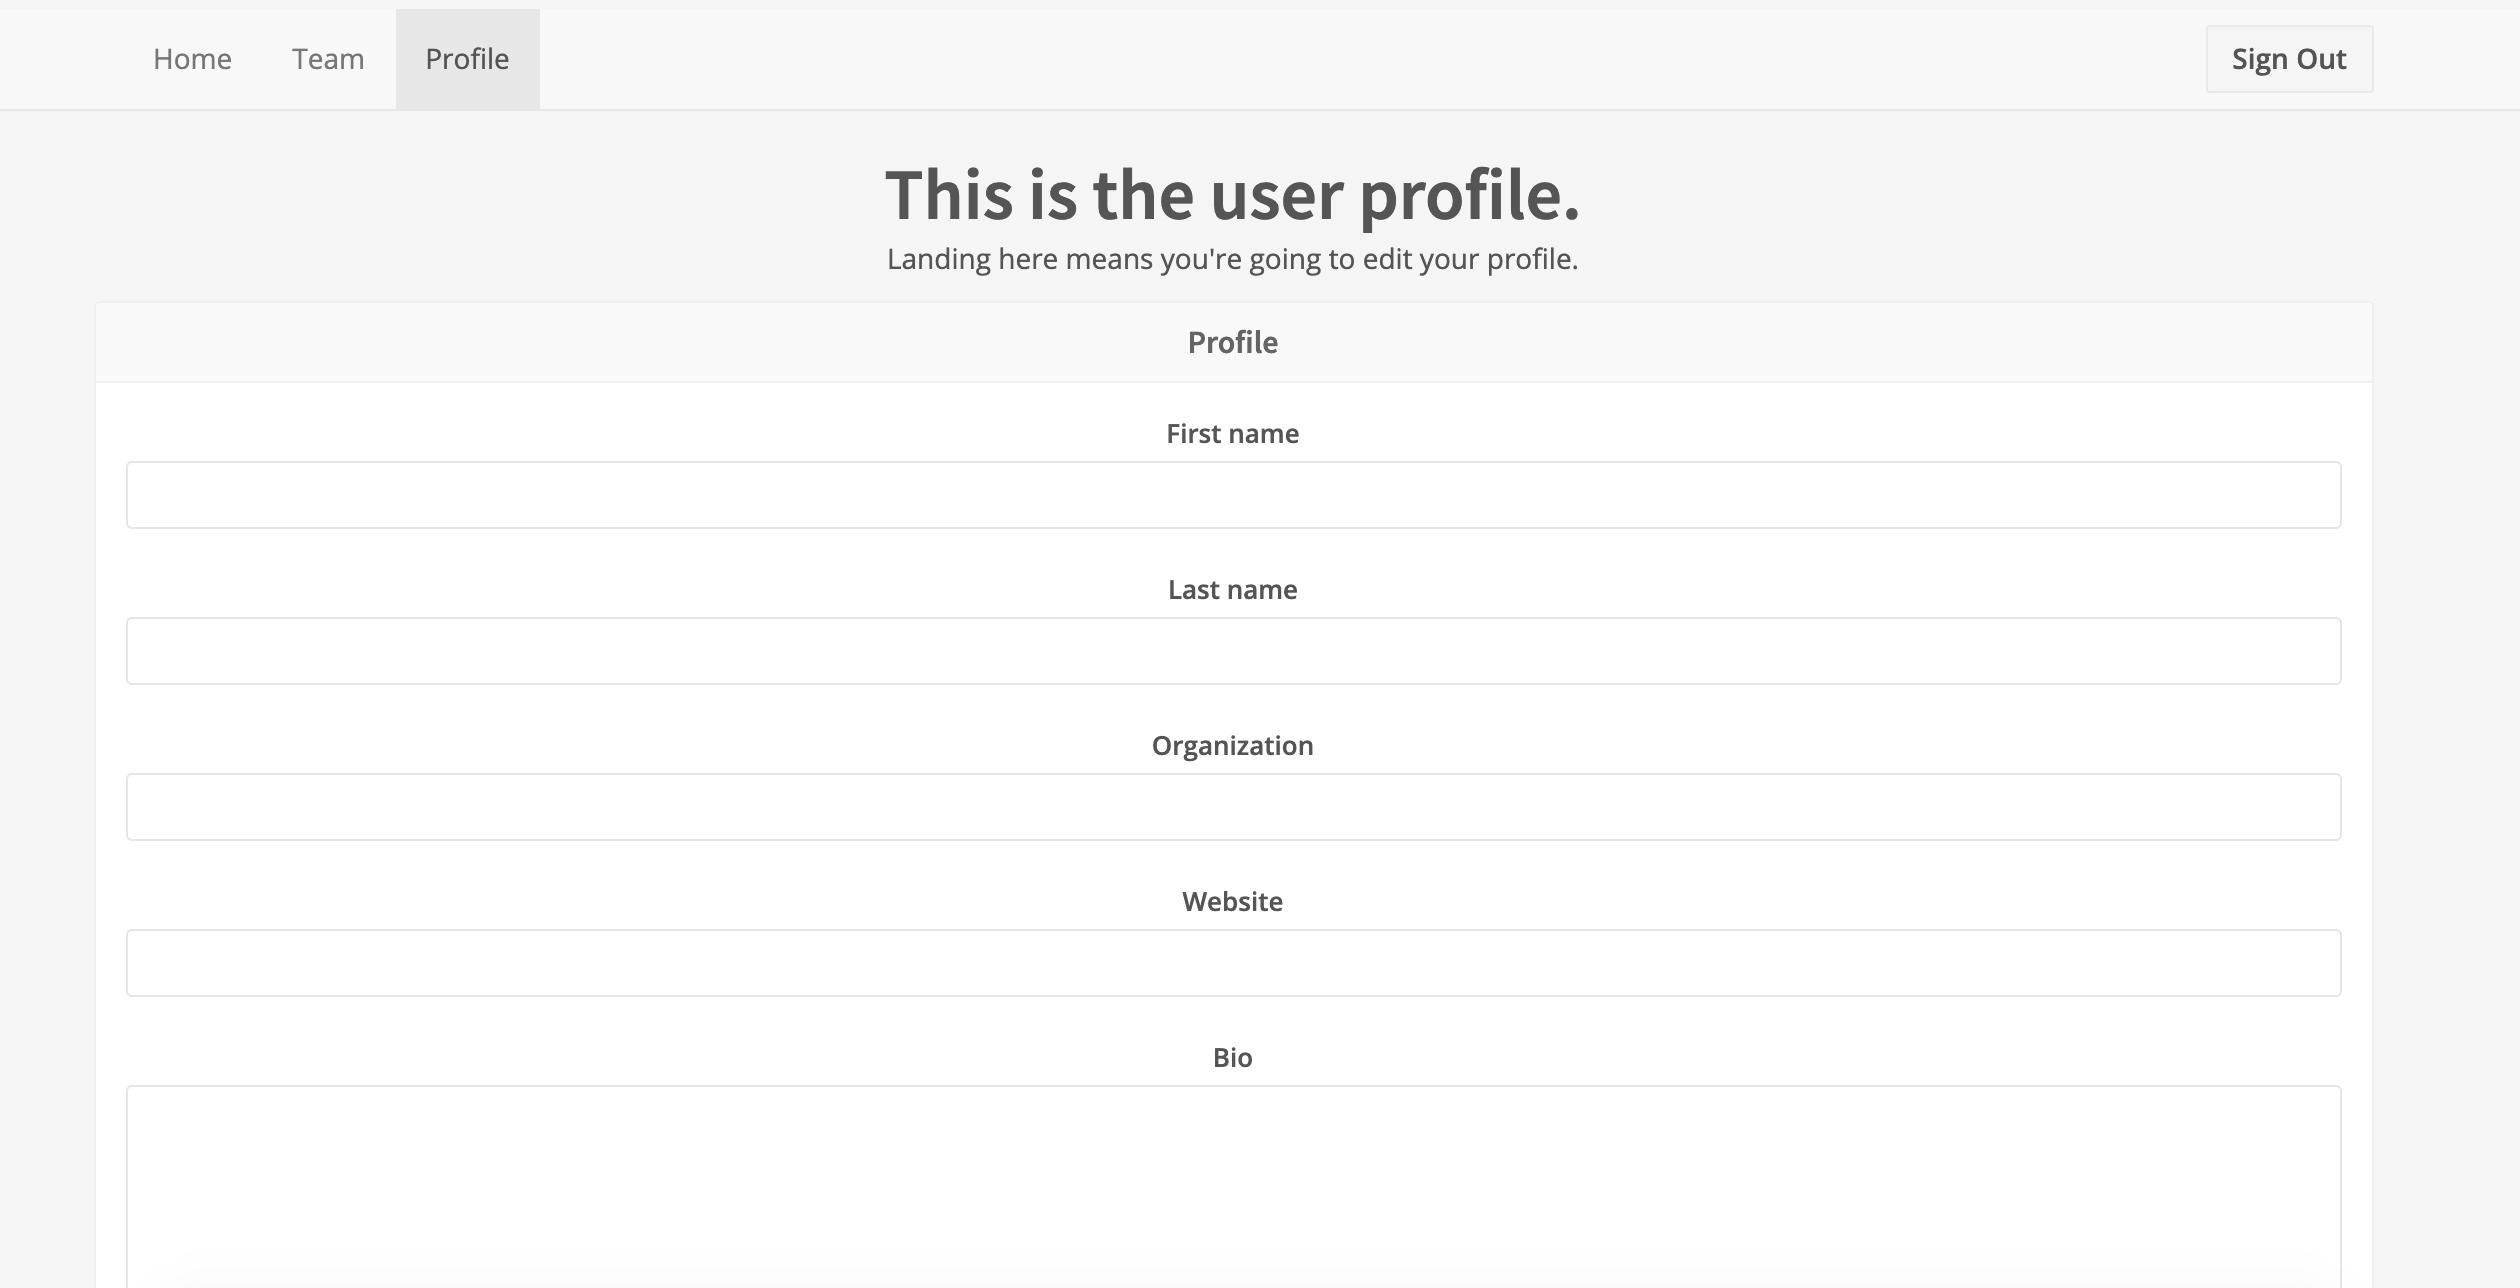 Home Team Profile Sign Out
This is the user profile.
Landing here means you're going to edit your profile.
Profile
First name
Last name
Organization
Website
Bio